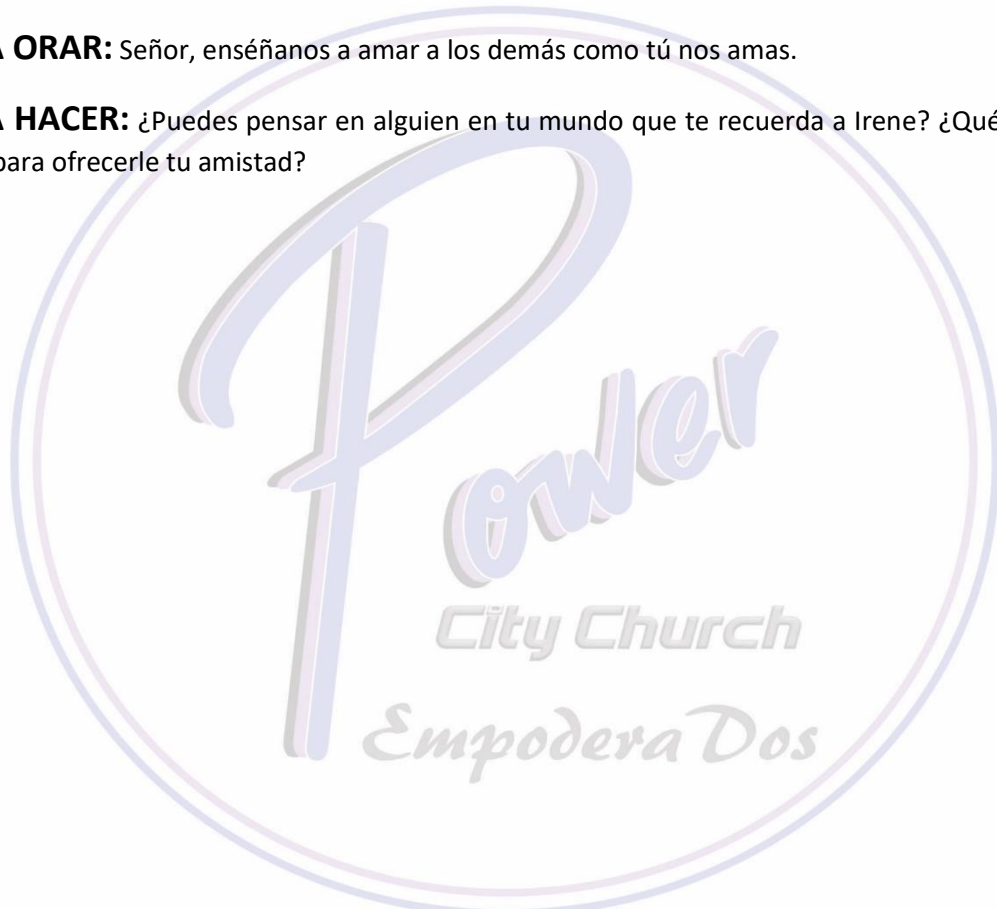 A ORAR: Señor, enséñanos a amar a los demás como tú nos amas.
A HACER: ¿Puedes pensar en alguien en tu mundo que te recuerda a Irene? ¿Qué
para ofrecerle tu amistad?
Power
City Church
EmpoderaDos